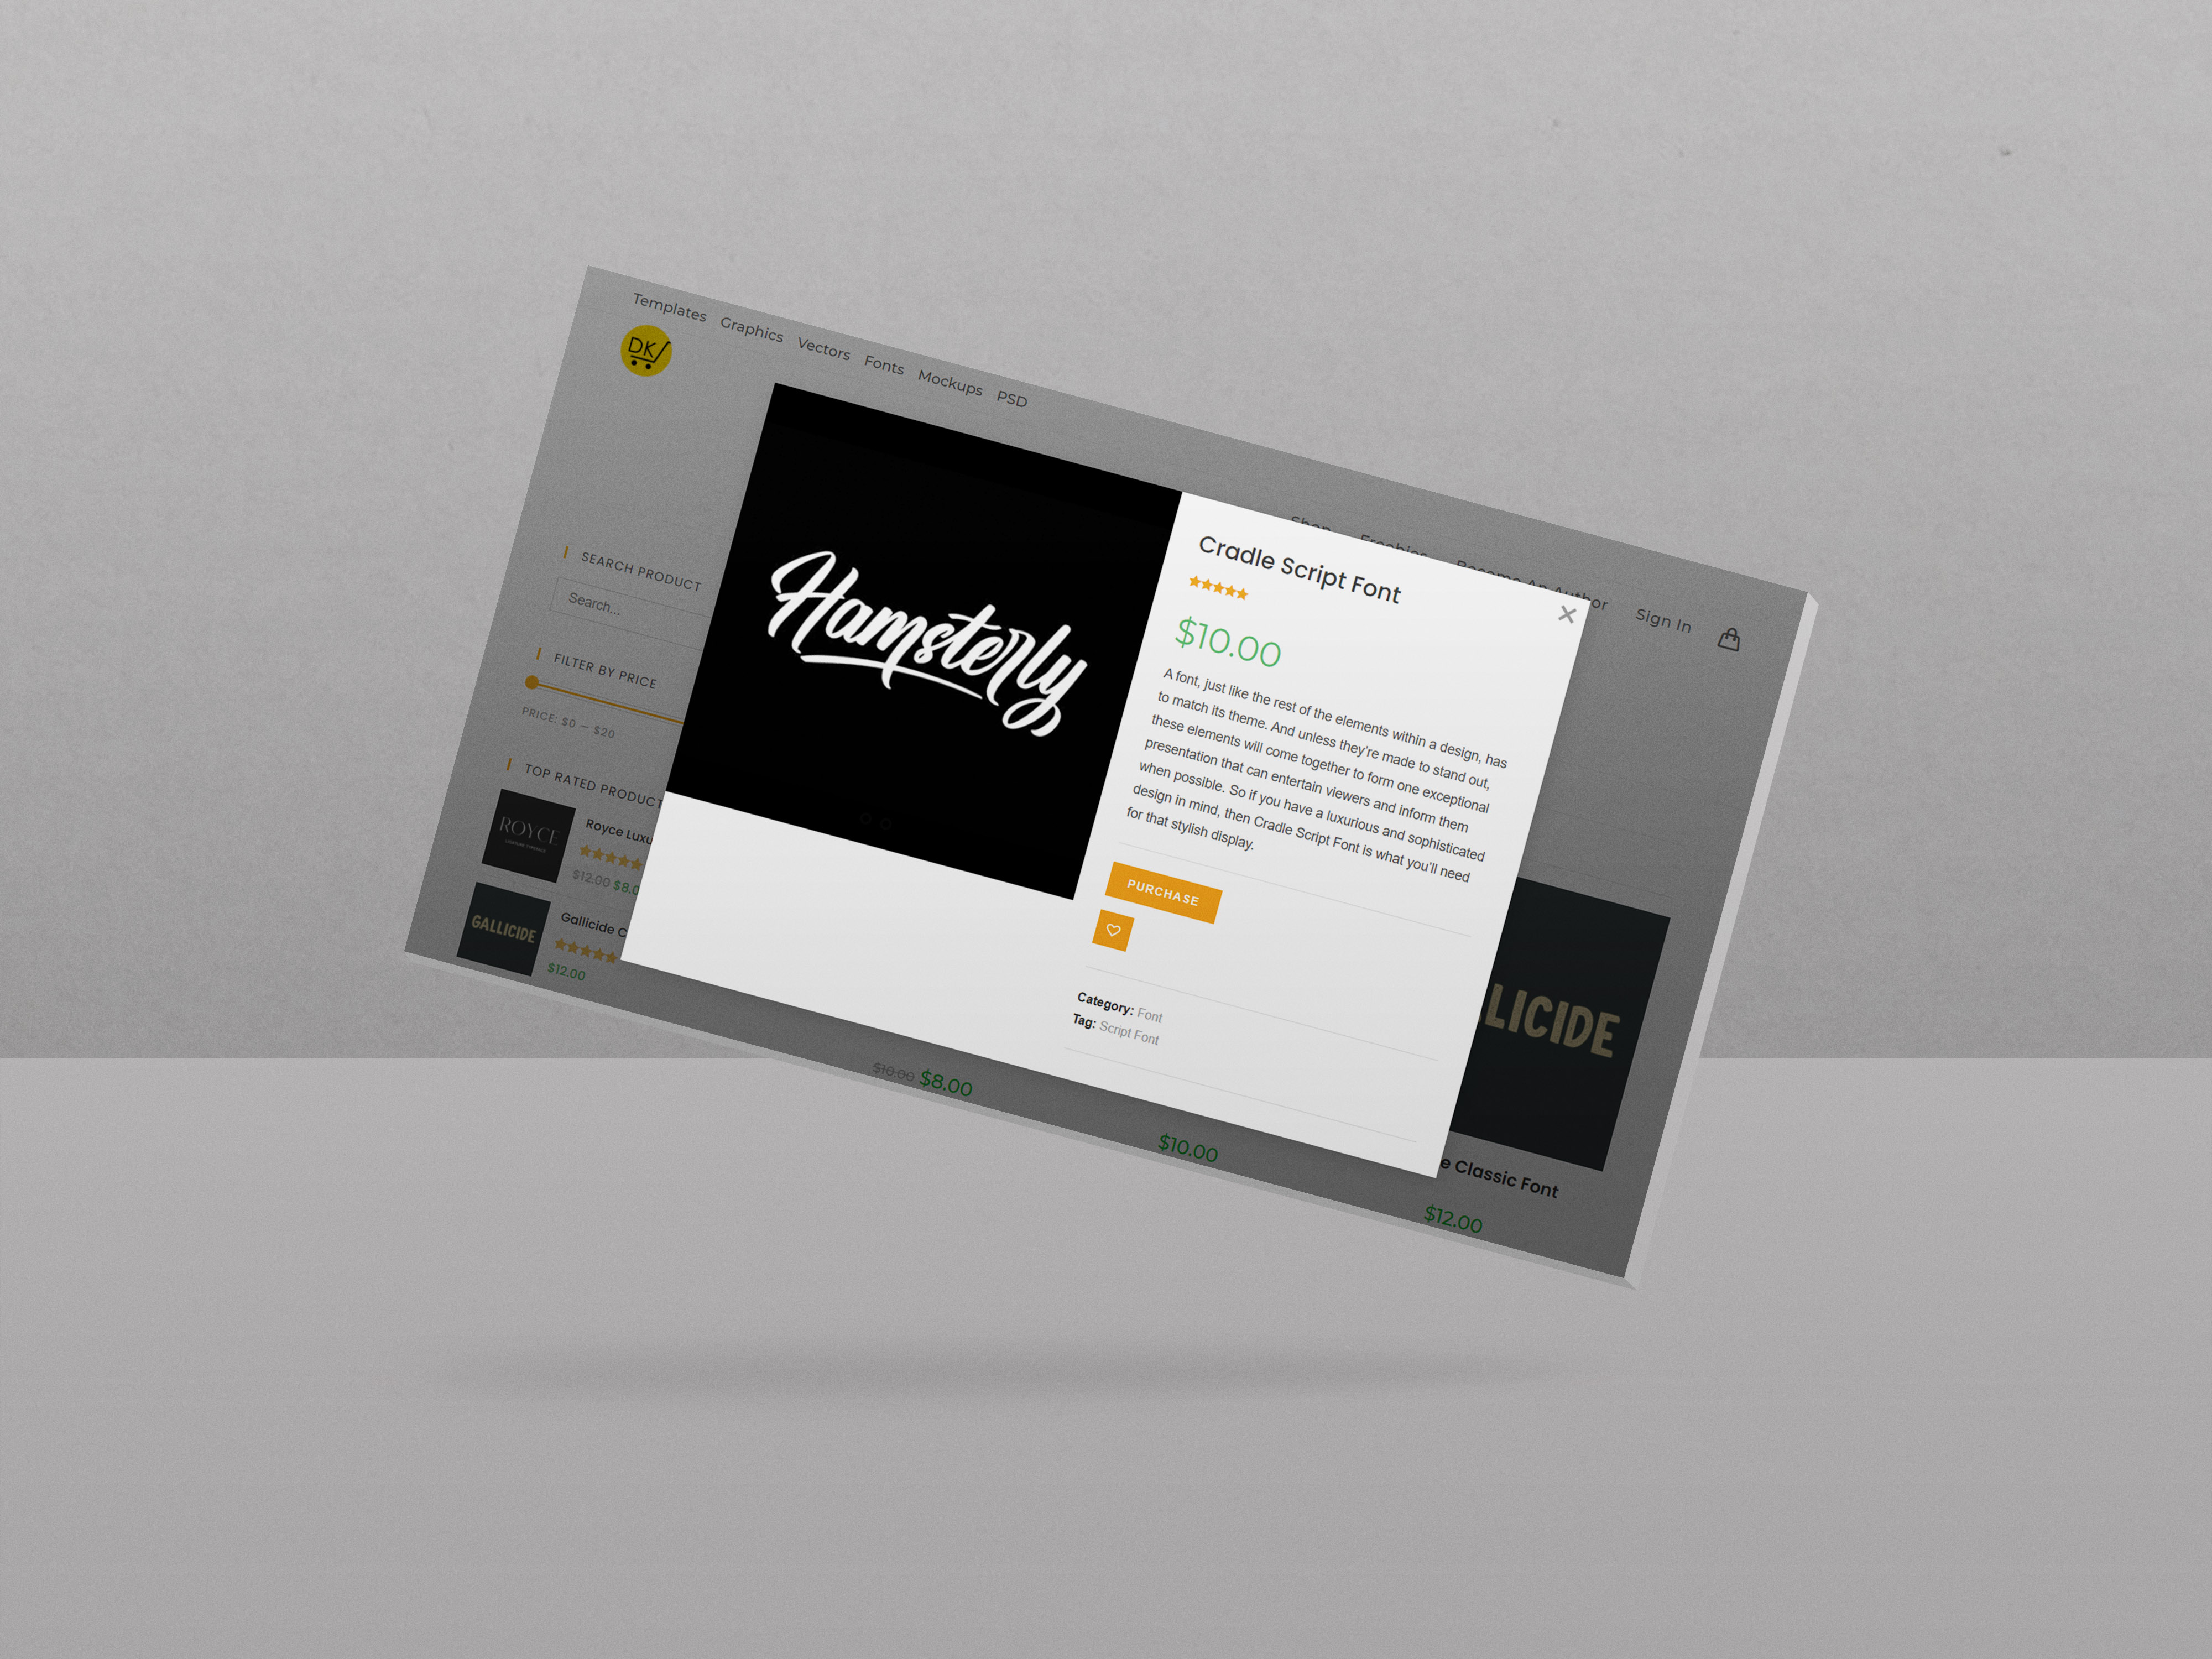 Templates Graphics Vectors Fonts Mockups PSD
DK
Shop Freebies Become An Author Sign In
SEARCH PRODUCT
Search...
FILTER BY PRICE
PRICE: $0 — $20
TOP RATED PRODUCT
ROYCE
Royce Luxu
$12.00 $8.0
GALLICIDE
Gallicide C
$12.00
Hamsterly
Cradle Script Font
$10.00
A font, just like the rest of the elements within a design, has
to match its theme. And unless they're made to stand out,
these elements will come together to form one exceptional
presentation that can entertain viewers and inform them
when possible. So if you have a luxurious and sophisticated
design in mind, then Cradle Script Font is what you'll need
for that stylish display.
PURCHASE
Category: Font
Tag: Script Font
$10.00 $8.00
$10.00
LICIDE
e Classic Font
$12.00